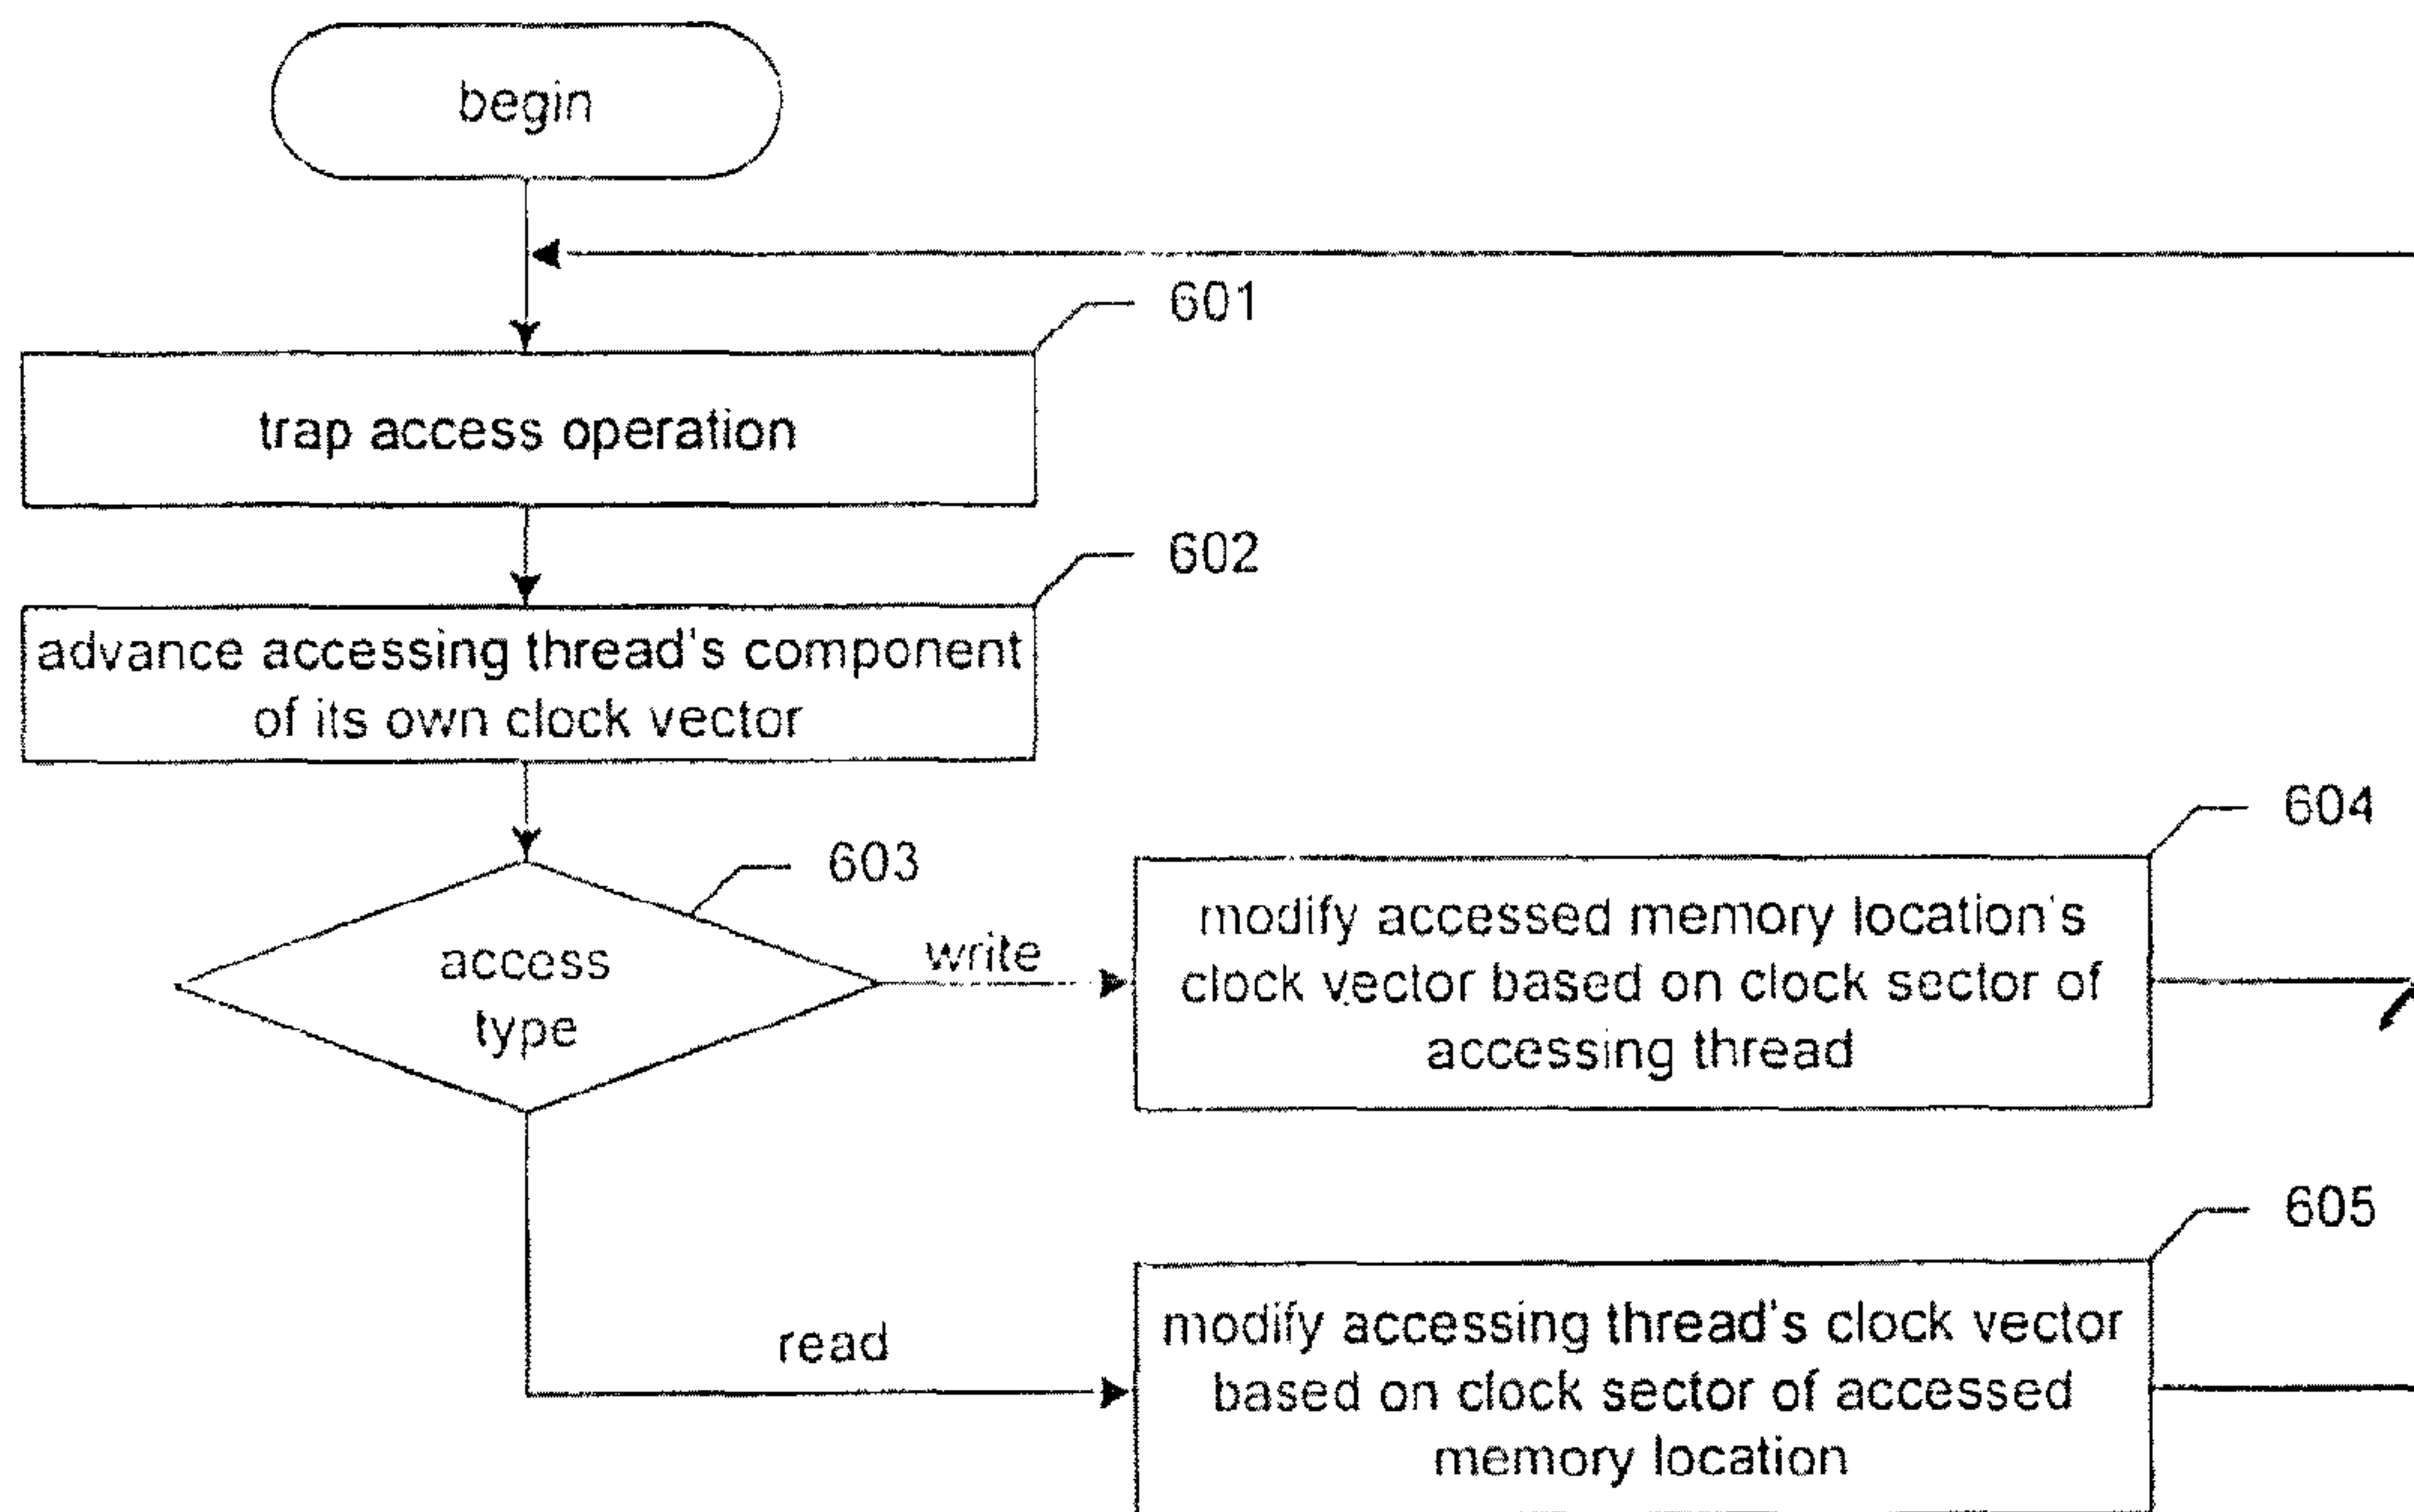 begin
601
trap access operation
602
advance accessing thread's component
of its own clock vector
603
access
type
write
604
modify accessed memory location's
clock vector based on clock sector of
accessing thread
read
605
modify accessing thread's clock vector
based on clock sector of accessed
memory location